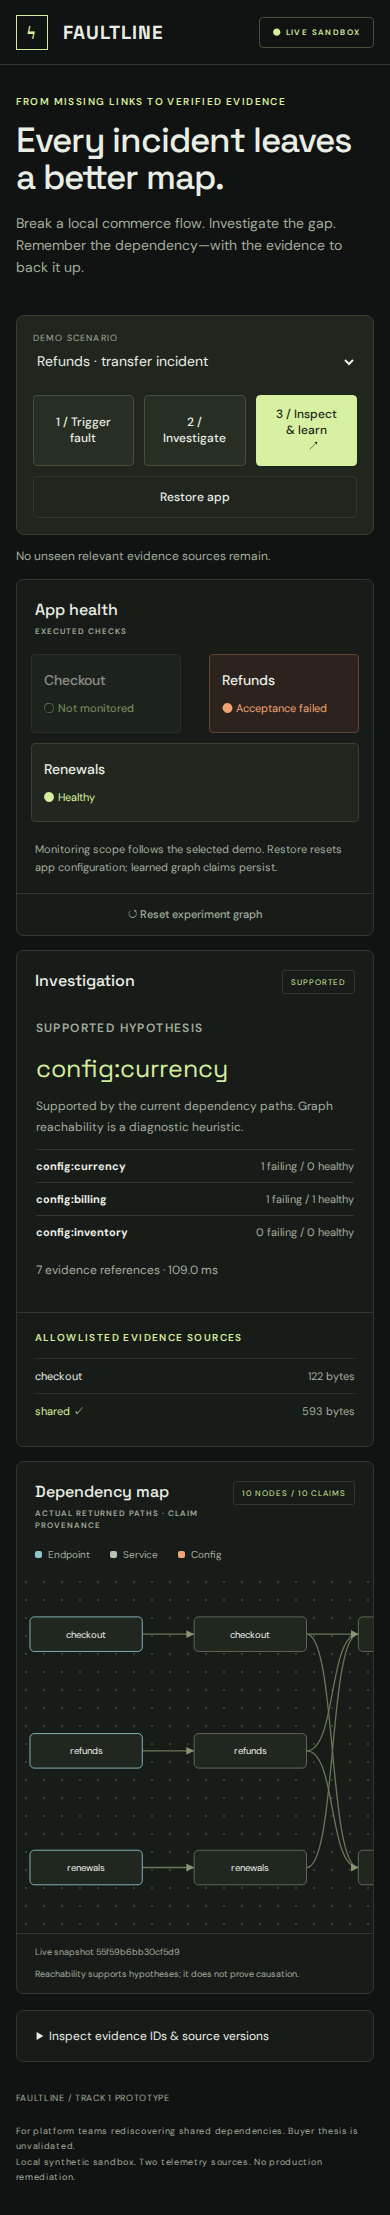 ϟ FAULTLINE
LIVE SANDBOX
FROM MISSING LINKS TO VERIFIED EVIDENCE
Every incident leaves
a better map.
Break a local commerce flow. Investigate the gap.
Remember the dependency—with the evidence to
back it up.
DEMO SCENARIO
Refunds · transfer incident
1 / Trigger
fault
2 /
Investigate
3 / Inspect
& learn
↗
Restore app
No unseen relevant evidence sources remain.
App health
EXECUTED CHECKS
Checkout
Not monitored
Refunds
Acceptance failed
Renewals
Healthy
Monitoring scope follows the selected demo. Restore resets
app configuration; learned graph claims persist.
↺ Reset experiment graph
Investigation
SUPPORTED
SUPPORTED HYPOTHESIS
config:currency
Supported by the current dependency paths. Graph
reachability is a diagnostic heuristic.
config:currency 1 failing / 0 healthy
config:billing 1 failing / 1 healthy
config:inventory 0 failing / 0 healthy
7 evidence references · 109.0 ms
ALLOWLISTED EVIDENCE SOURCES
checkout 122 bytes
shared ✓ 593 bytes
Dependency map
10 NODES / 10 CLAIMS
ACTUAL RETURNED PATHS · CLAIM
PROVENANCE
Endpoint Service Config
checkout checkout
refunds refunds
renewals renewals
Live snapshot 55f59b6bb30cf5d9
Reachability supports hypotheses; it does not prove causation.
▶ Inspect evidence IDs & source versions
FAULTLINE / TRACK 1 PROTOTYPE
For platform teams rediscovering shared dependencies. Buyer thesis is
unvalidated.
Local synthetic sandbox. Two telemetry sources. No production
remediation.